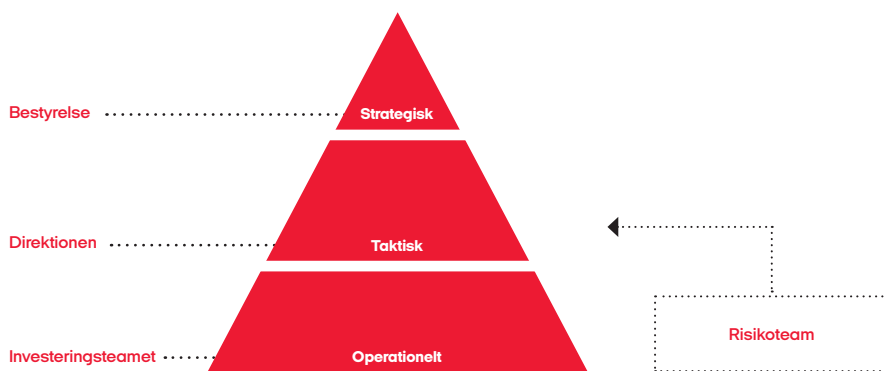 Bestyrelse
Strategisk
Direktionen
Taktisk
Risikoteam
Investeringsteamet
Operationelt